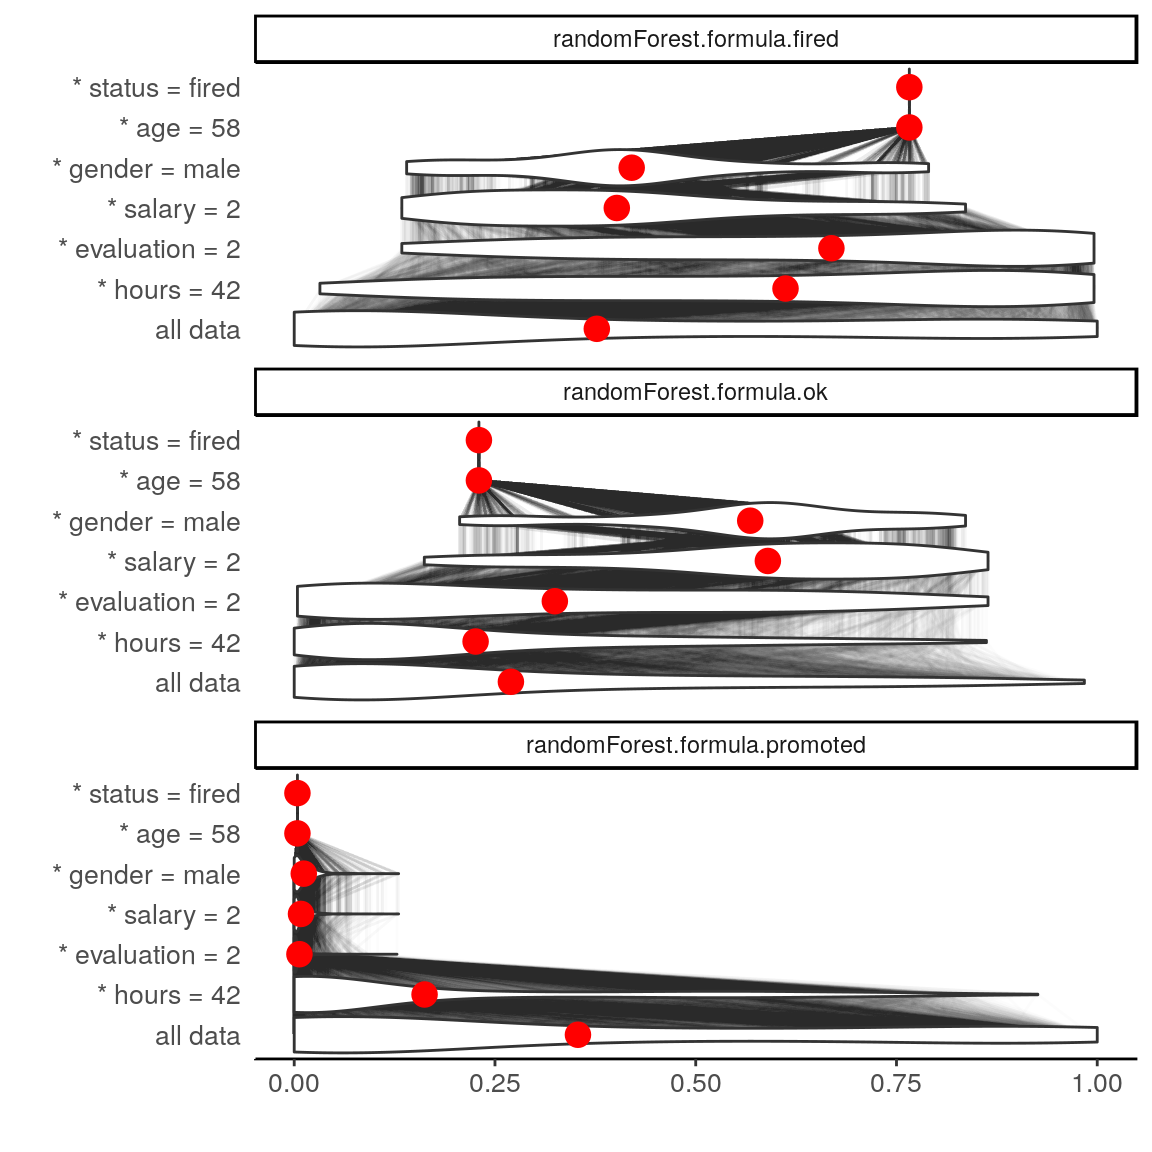 randomForest.formula.fired
* status = fired
* age = 58
* gender = male
* salary = 2
* evaluation = 2
* hours = 42
all data
randomForest.formula.ok
* status = fired
* age = 58
* gender = male
* salary = 2
* evaluation = 2
* hours = 42
all data
randomForest.formula.promoted
* status = fired
* age = 58
* gender = male
* salary = 2
* evaluation = 2
* hours = 42
all data
0.00 0.25 0.50 0.75 1.00